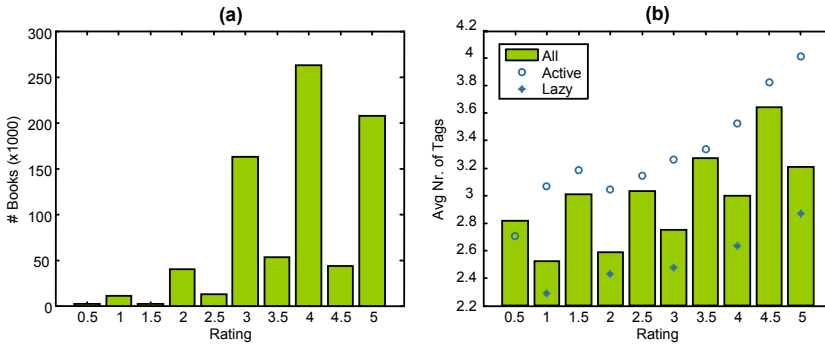 (a)
# Books (x1000)
300
250
200
150
100
50
0
0.5 1 1.5 2 2.5 3 3.5 4 4.5 5
Rating
(b)
Avg Nr. of Tags
4.2
4
3.8
3.6
3.4
3.2
3
2.8
2.6
2.4
2.2
All
Active
Lazy
0.5 1 1.5 2 2.5 3 3.5 4 4.5 5
Rating